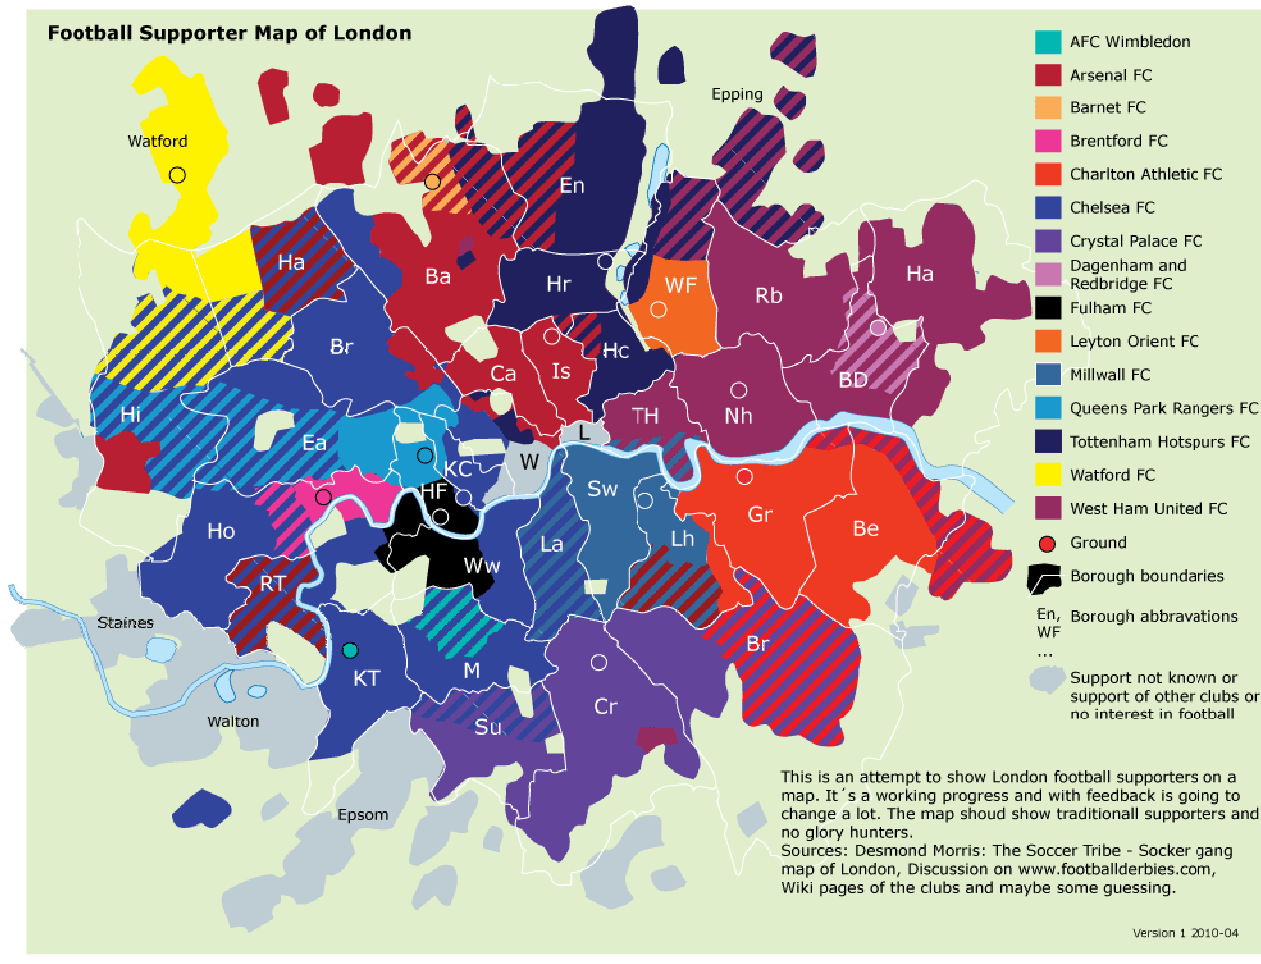 Football Supporter Map of London
Watford
Epping
En
Ha
Ba
Hr
WF
Rb
Ha
Br
Hc
Ca
Is
BD
Hi
Ea
TH
Nh
L
KC
W
HF
Sw
Ho
Gr
Be
La
Lh
RT
Ww
Staines
Br
M
KT
Cr
Su
Walton
Epsom
AFC Wimbledon
Arsenal FC
Barnet FC
Brentford FC
Charlton Athletic FC
Chelsea FC
Crystal Palace FC
Dagenham and
Redbridge FC
Fulham FC
Leyton Orient FC
Millwall FC
Queens Park Rangers FC
Tottenham Hotspurs FC
Watford FC
West Ham United FC
Ground
Borough boundaries
En, Borough abbravations
WF
...
Support not known or
support of other clubs or
no interest in football
This is an attempt to show London football supporters on a
map. It´s a working progress and with feedback is going to
change a lot. The map shoud show traditionall supporters and
no glory hunters.
Sources: Desmond Morris: The Soccer Tribe - Socker gang
map of London, Discussion on www.footballderbies.com,
Wiki pages of the clubs and maybe some guessing.
Version 1 2010-04